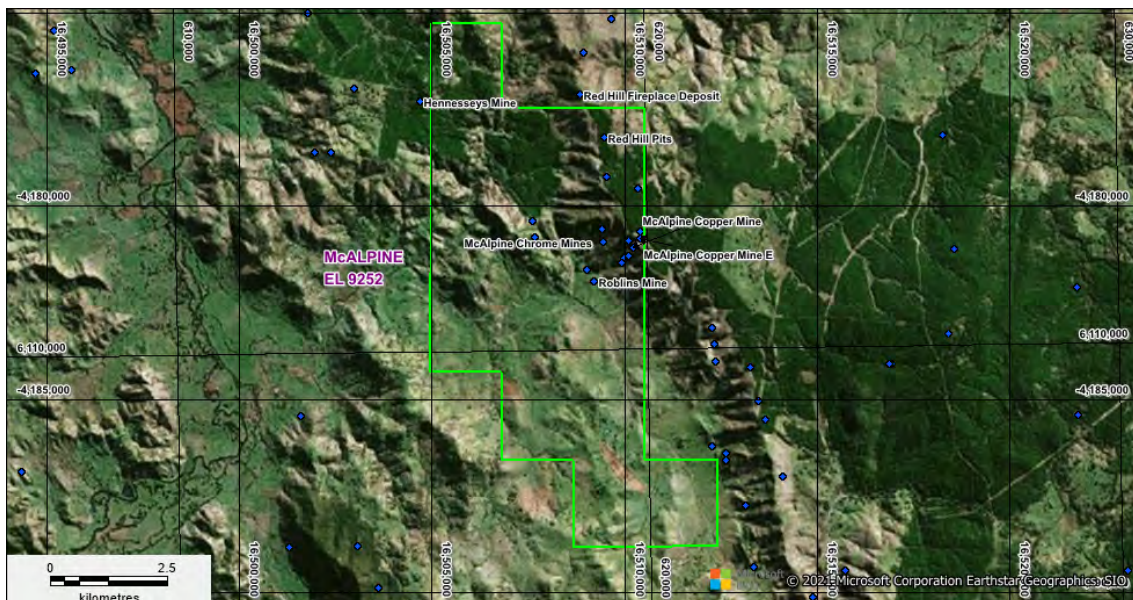 16,495,000
610,000
16,500,000
16,505,000
16,510,000
620,000
16,515,000
16,520,000
630,000
Hennesseys Mine
Red Hill Fireplace Deposit
Red Hill Pits
-4,180,000
-4,180,000
McAlpine Copper Mine
McAlpine Chrome Mines
McALPINE
EL 9252
McAlpine Copper Mine E
Roblins Mine
6,110,000
6,110,000
-4,185,000
-4,185,000
0
2.5
kilometres
16,500,000
16,505,000
16,510,000
620,000
16,515,000
16,520,000
Microsoft
© 2021 Microsoft Corporation Earthstar Geographics SIO